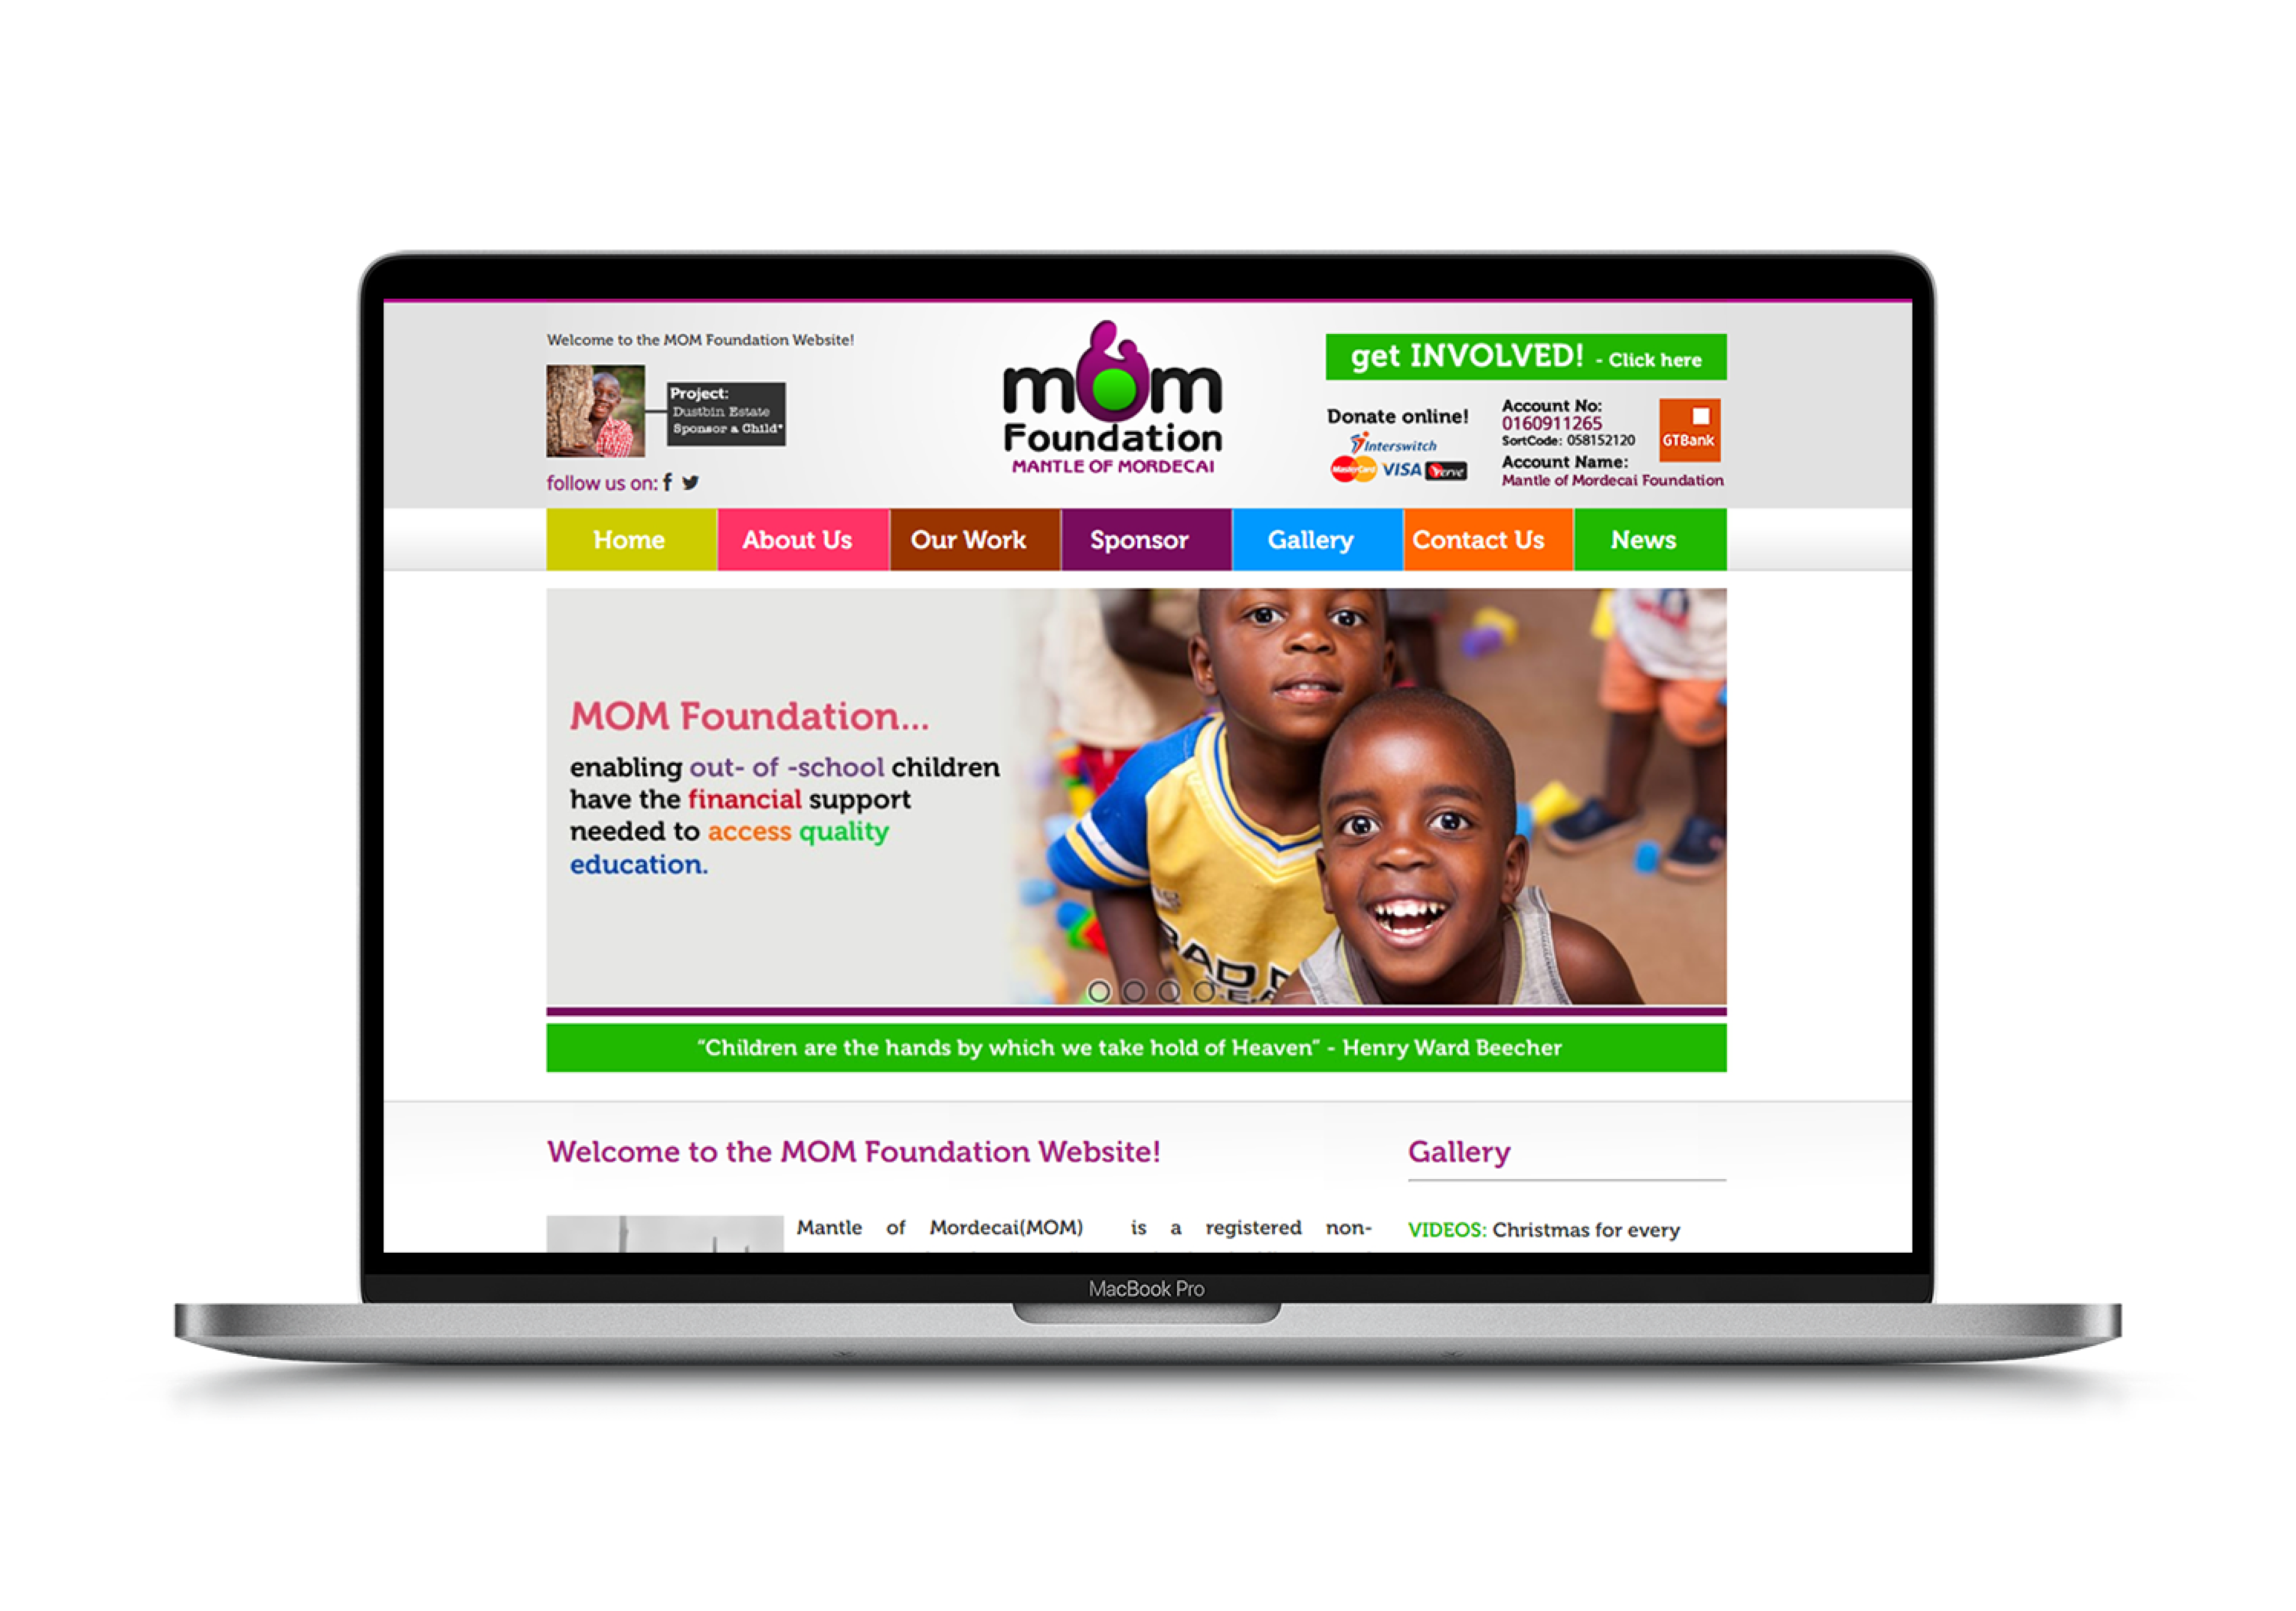 Welcome to the MOM Foundation Website!
Project:
Dustbin Estate
Sponsor a Child"
follow us on:
mom
Foundation
MANTLE OF MORDECAI
get INVOLVED! - Click here
Donate online!
Interswitch
MasterCard VISA Verve
Account No:
0160911265
SortCode: 058152120
Account Name:
Mantle of Mordecai Foundation
GTBank
Home About Us Our Work Sponsor Gallery Contact Us News
MOM Foundation...
enabling out- of -school children
have the financial support
needed to access quality
education.
"Children are the hands by which we take hold of Heaven" - Henry Ward Beecher
Welcome to the MOM Foundation Website!
Mantle of Mordecai(MOM) is a registered non-
Gallery
VIDEOS: Christmas for every
MacBook Pro